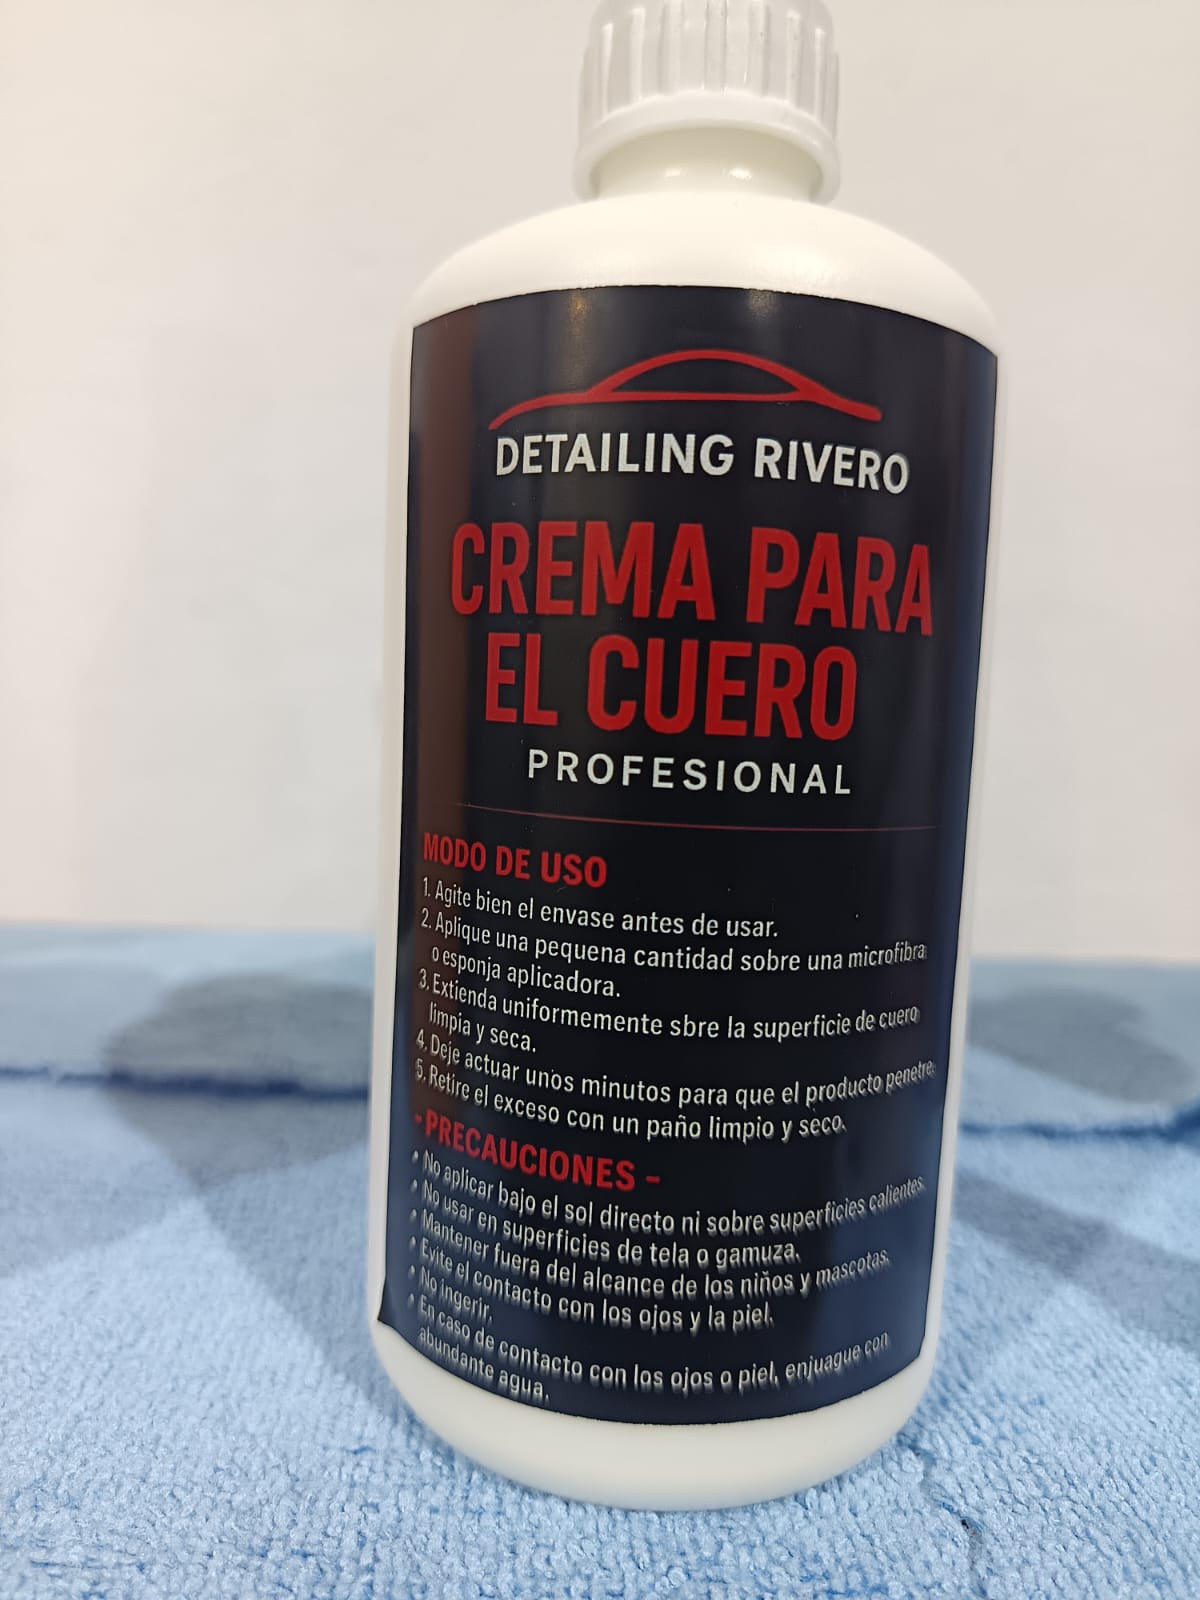 DETAILING RIVERO
CREMA PARA
EL CUERO
PROFESIONAL
MODO DE USO
1. Agite bien el envase antes de usar.
2. Aplique una pequena cantidad sobre una microfibra
o esponja aplicadora.
3. Extienda uniformemente sbre la superficie de cuero
limpia y seca.
4. Deje actuar unos minutos para que el producto penetre.
5. Retire el exceso con un paño limpio y seco.
- PRECAUCIONES -
• No aplicar bajo el sol directo ni sobre superficies calientes.
• No usar en superficies de tela o gamuza.
• Mantener fuera del alcance de los niños y mascotas.
• Evite el contacto con los ojos y la piel.
• No ingerir.
• En caso de contacto con los ojos o piel, enjuague con
abundante agua.